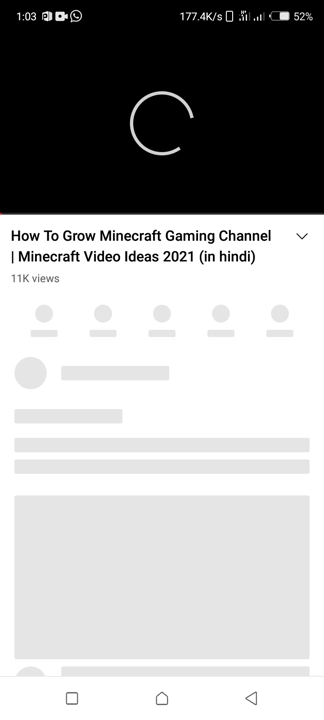 1:03 177.4K/s 52%
How To Grow Minecraft Gaming Channel
| Minecraft Video Ideas 2021 (in hindi)
11K views